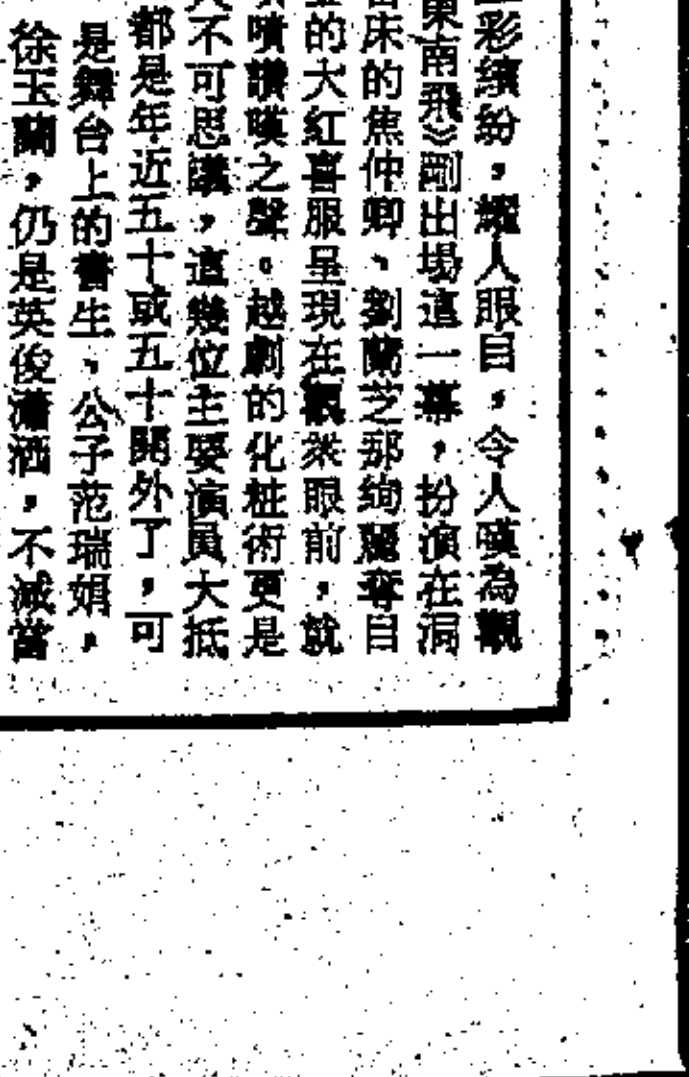 彩繽紛，耀人眼目，令人嘆為觀
東南飛》剛出場這一幕，扮演在洞
床的焦仲卿、劉蘭芝那絢麗奪目
的大紅喜服呈現在觀眾眼前，就
嘖讚嘆之聲。越劇的化粧術更是
不可思議，這幾位主要演員大抵
都是年近五十或五十開外了，可
是舞台上的書生、公子范瑞娟，
徐玉蘭，仍是英俊瀟洒，不減當